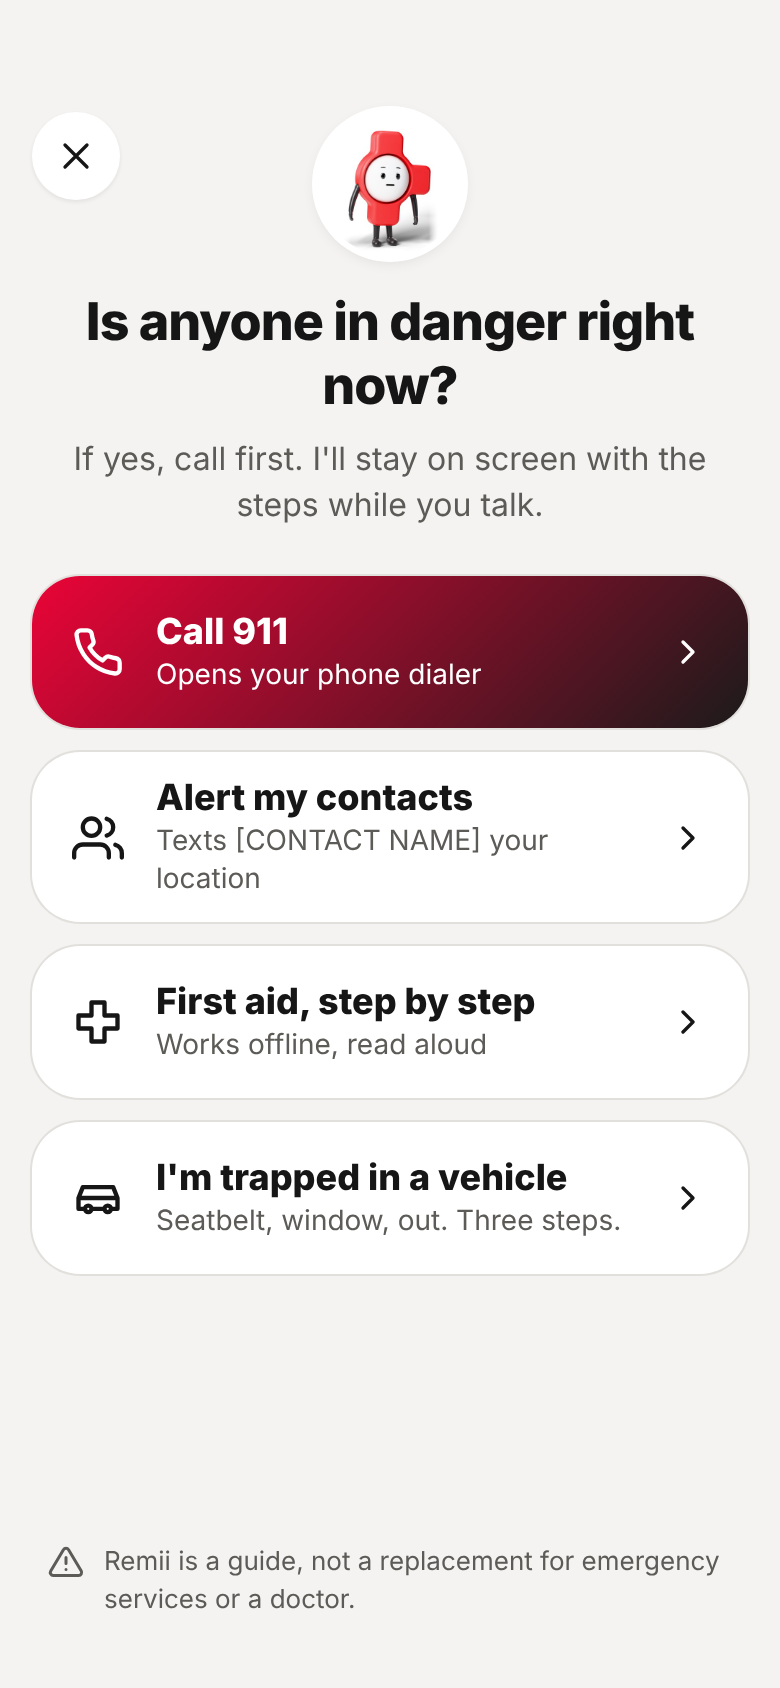 Is anyone in danger right
now?
If yes, call first. I'll stay on screen with the
steps while you talk.
Call 911
Opens your phone dialer
Alert my contacts
Texts [CONTACT NAME] your
location
First aid, step by step
Works offline, read aloud
I'm trapped in a vehicle
Seatbelt, window, out. Three steps.
Remii is a guide, not a replacement for emergency
services or a doctor.